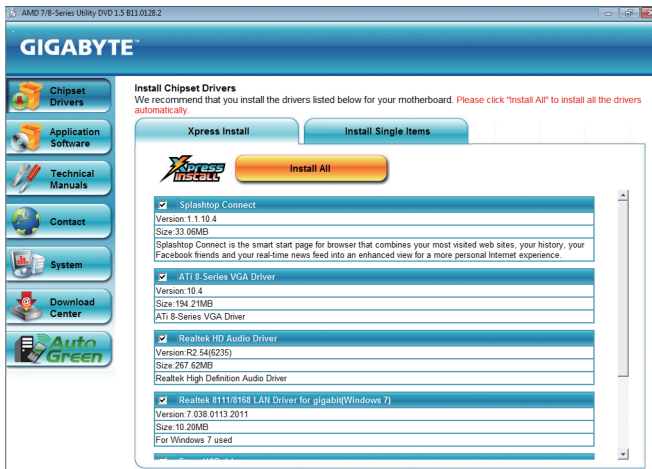 AMD 7/8-Series Utility DVD 1.5 B11.0128.2
GIGABYTE™
Chipset
Drivers
Application
Software
Technical
Manuals
Contact
System
Download
Center
Auto
Green
Install Chipset Drivers
We recommend that you install the drivers listed below for your motherboard. Please click "Install All" to install all the drivers
automatically.
Xpress Install
Install Single Items
Xpress
Install
Install All
Splashtop Connect
Version:1.1.10.4
Size:33.06MB
Splashtop Connect is the smart start page for browser that combines your most visited web sites, your history, your
Facebook friends and your real-time news feed into an enhanced view for a more personal Internet experience.
ATi 8-Series VGA Driver
Version:10.4
Size:194.21MB
ATi 8-Series VGA Driver
Realtek HD Audio Driver
Version:R2.54(6235)
Size:267.62MB
Realtek High Definition Audio Driver
Realtek 8111/8168 LAN Driver for gigabit(Windows 7)
Version:7.038.0113.2011
Size:10.20MB
For Windows 7 used